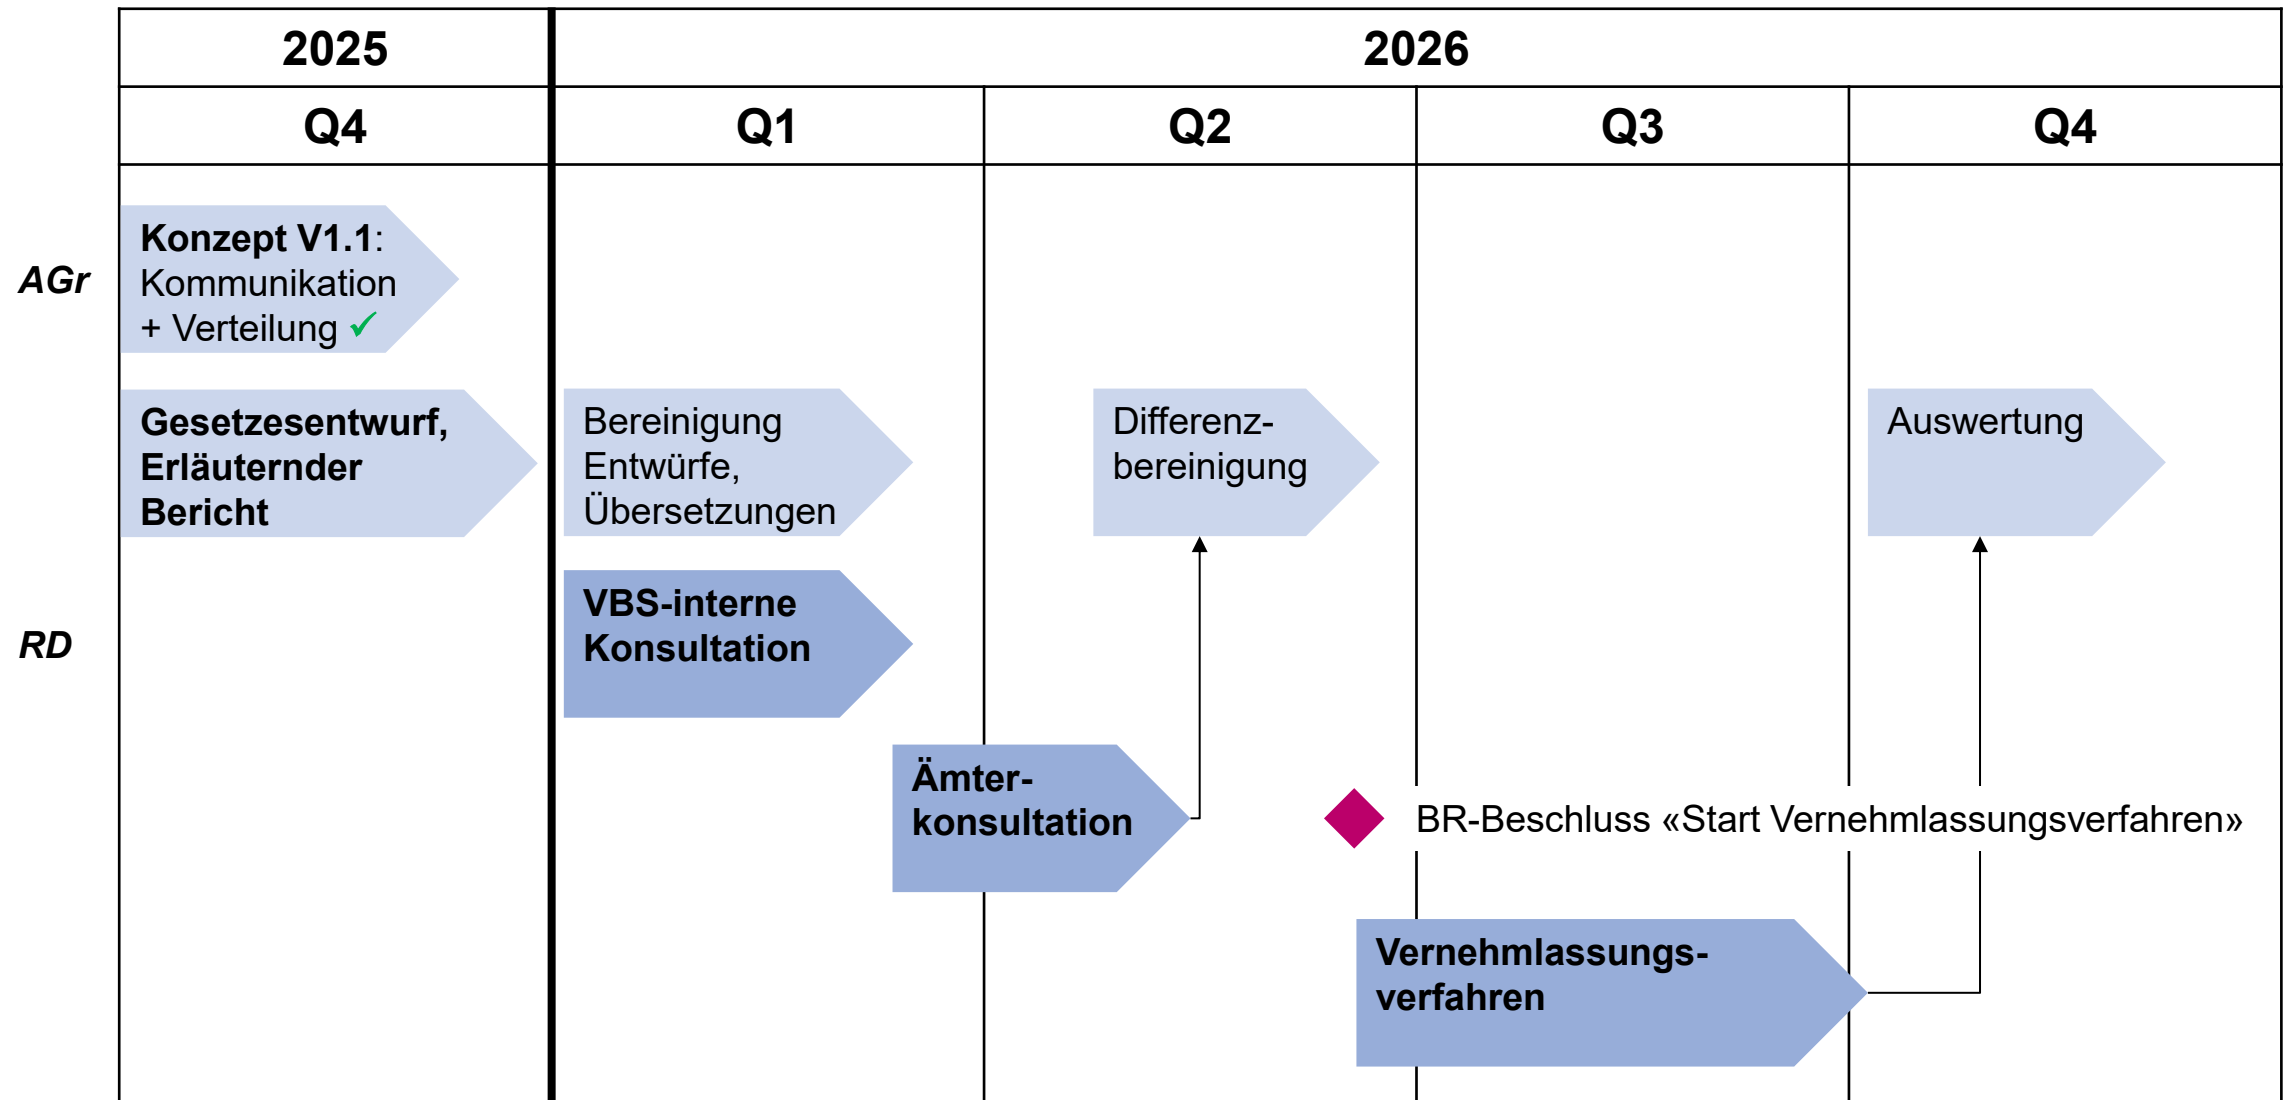 2025
2026
Q4
Q1
Q2
Q3
Q4
AGr
Konzept V1.1:
Kommunikation
+ Verteilung ✓
Gesetzesentwurf,
Erläuternder
Bericht
Bereinigung
Entwürfe,
Übersetzungen
Differenz-
bereinigung
Auswertung
RD
VBS-interne
Konsultation
Ämter-
konsultation
BR-Beschluss «Start Vernehmlassungsverfahren»
Vernehmlassungs-
verfahren